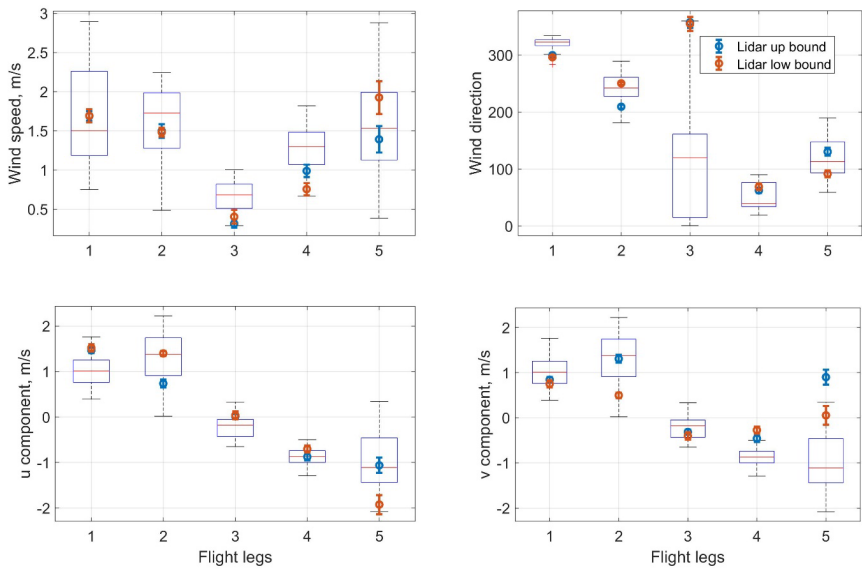 Wind speed, m/s
3
2.5
2
1.5
1
0.5
1 2 3 4 5
Wind direction
300
200
100
0
Lidar up bound
Lidar low bound
1 2 3 4 5
u component, m/s
2
1
0
-1
-2
1 2 3 4 5
Flight legs
v component, m/s
2
1
0
-1
-2
1 2 3 4 5
Flight legs